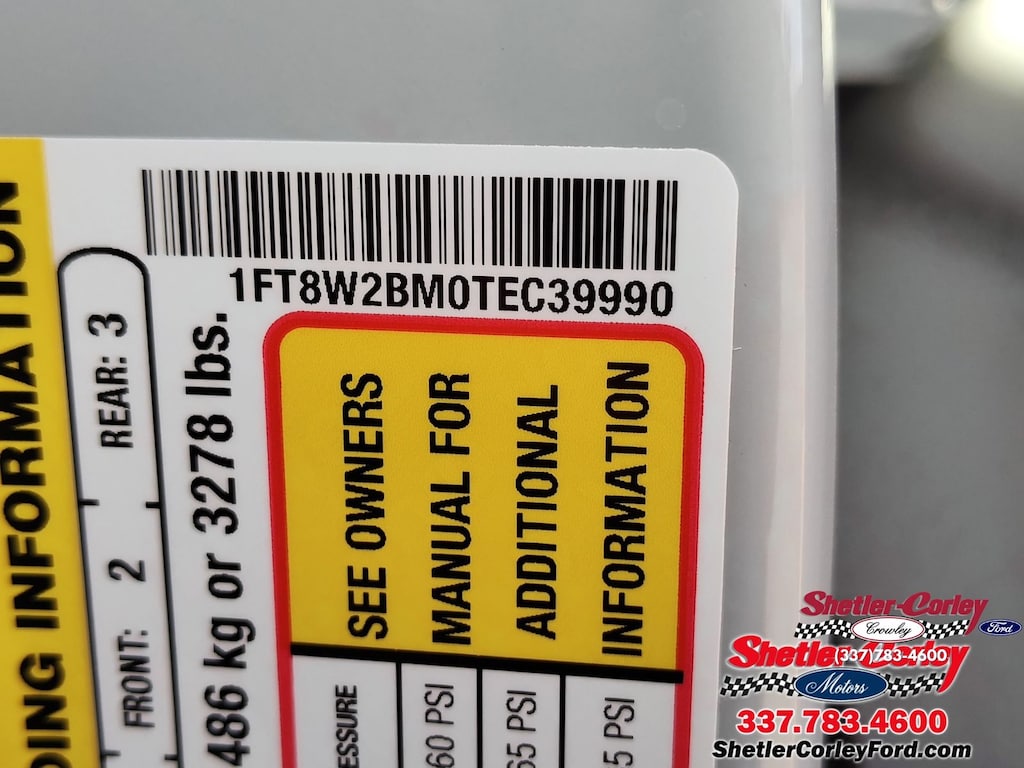 1FT8W2BM0TEC39990
DING INFORMATION
FRONT: 2 REAR: 3
486 kg or 3278 lbs.
SEE OWNERS
MANUAL FOR
ADDITIONAL
INFORMATION
ESSURE
60 PSI
65 PSI
5 PSI
Shetler-Corley
Crowley
Ford
(337)783-4600
Motors
337.783.4600
ShetlerCorleyFord.com